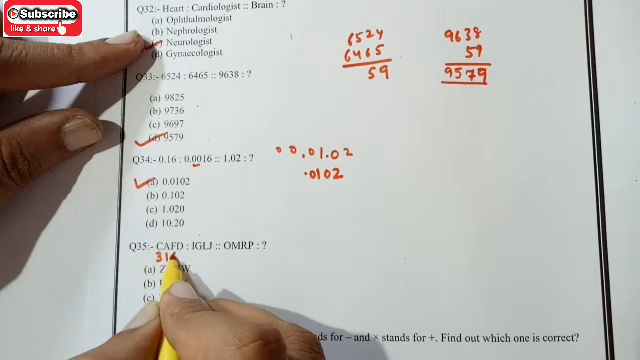 Subscribe
like & share
Q32:- Heart : Cardiologist :: Brain : ?
(a) Ophthalmologist
(b) Nephrologist
Neurologist
(d) Gynaecologist
6524
6465
59
9638
59
9579
Q33:- 6524 : 6465 :: 9638 : ?
(a) 9825
(b) 9736
(c) 9697
(d) 9579
Q34:- 0.16 : 0.0016 :: 1.02 : ?
(a) 0.0102
(b) 0.102
(c) 1.020
(d) 10.20
0 0.01.02
.0102
Q35:- CAFD : IGLJ :: OMRP : ?
316
(a)
(b)
(c)
ds for – and × stands for +. Find out which one is correct?